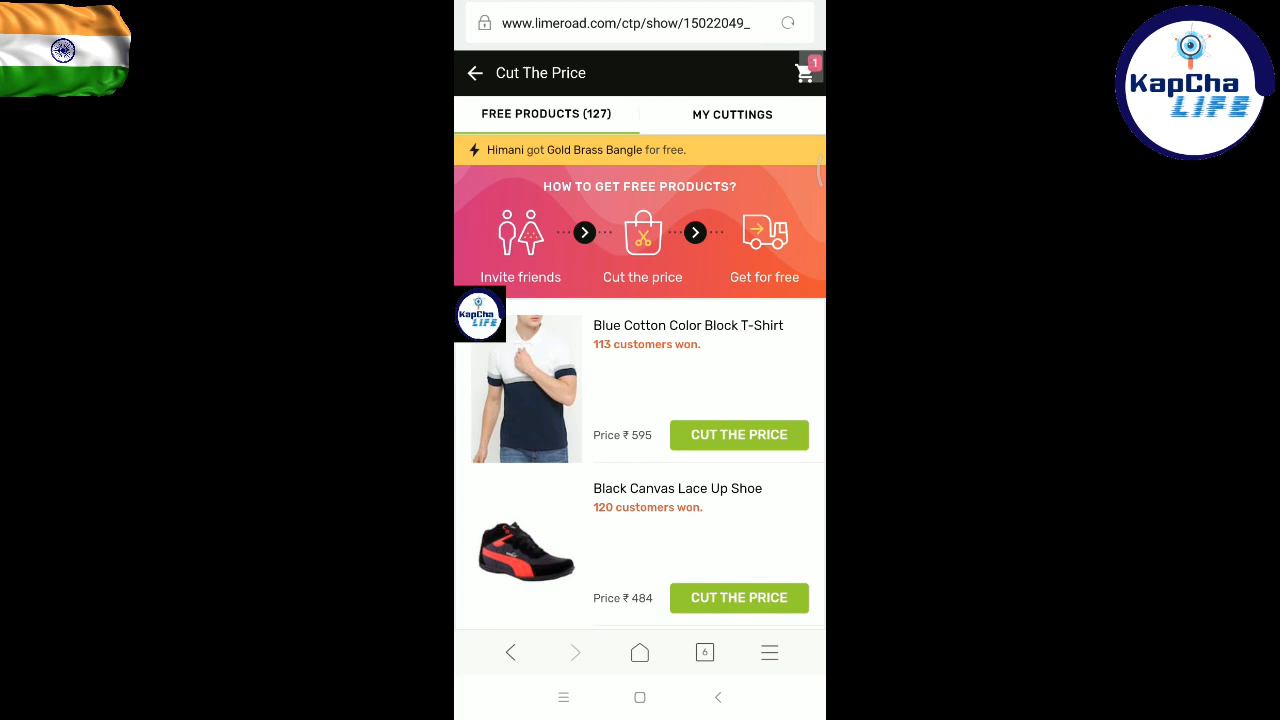 www.limeroad.com/ctp/show/15022049_
Cut The Price
1
FREE PRODUCTS (127)
MY CUTTINGS
Himani got Gold Brass Bangle for free.
HOW TO GET FREE PRODUCTS?
Invite friends
Cut the price
Get for free
KapCha
LIFE
Blue Cotton Color Block T-Shirt
113 customers won.
Price ₹ 595
CUT THE PRICE
Black Canvas Lace Up Shoe
120 customers won.
Price ₹ 484
CUT THE PRICE
6
KapCha
LIFE